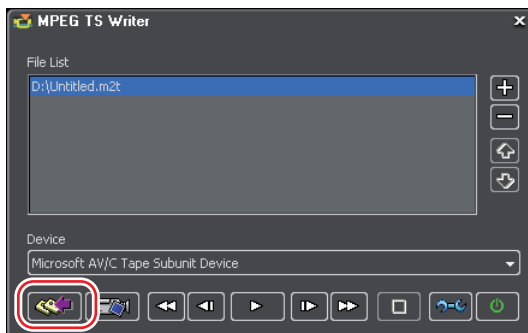 MPEG TS Writer
File List
D:\Untitled.m2t
Device
Microsoft AV/C Tape Subunit Device